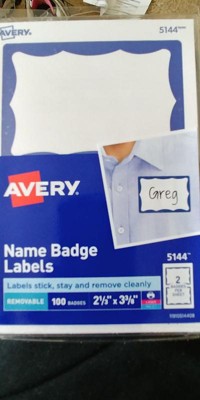 AVERY
5144
AVERY
Greg
Name Badge
Labels
5144
Labels stick, stay and remove cleanly
REMOVABLE 100 BADGES 2⅓" x 3⅜"
2